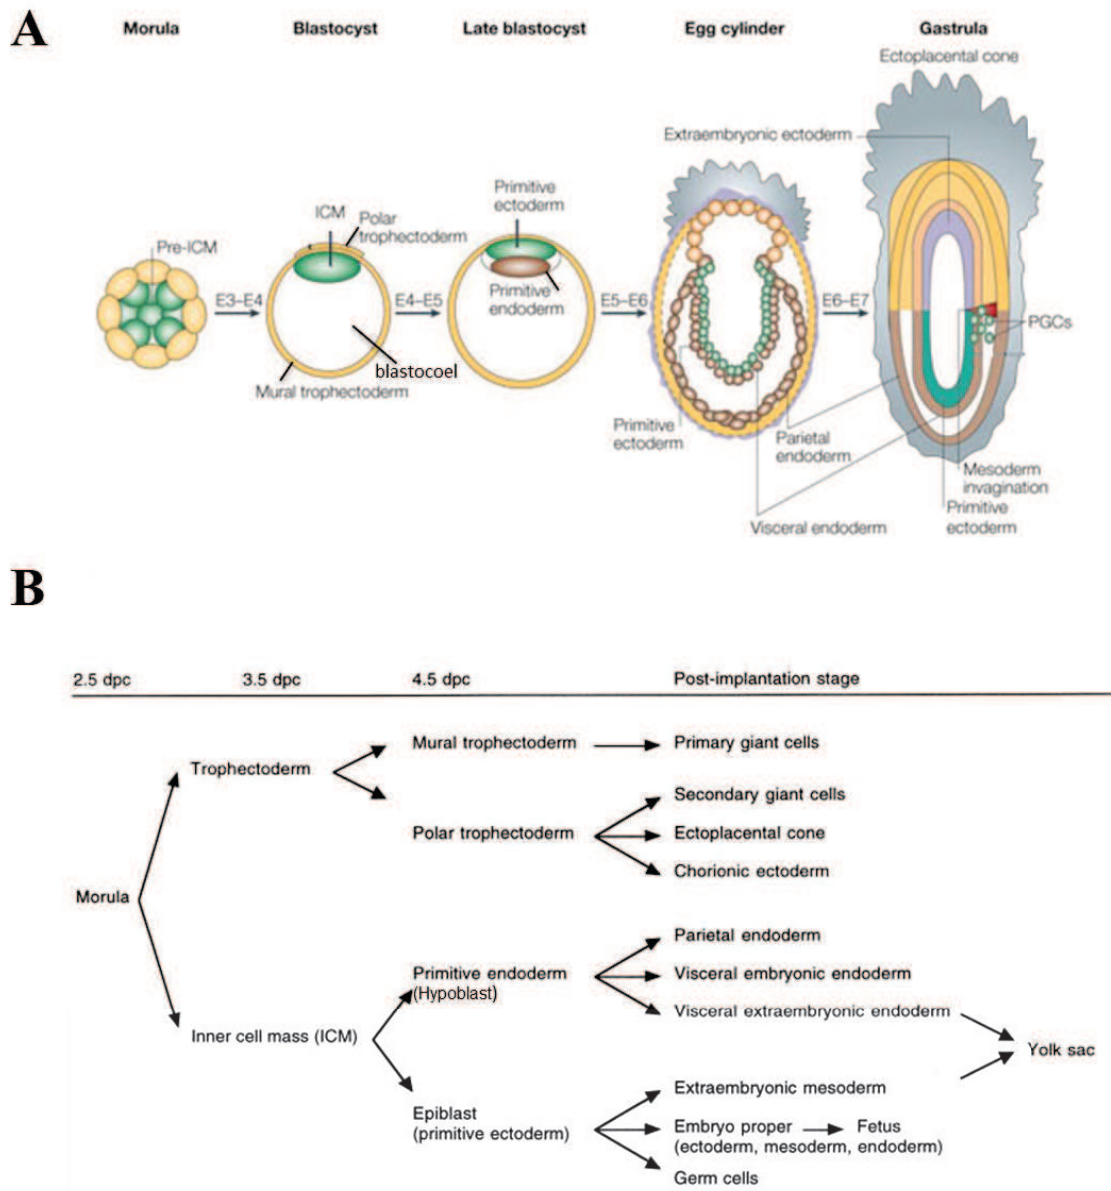 A
Morula
Blastocyst
Late blastocyst
Egg cylinder
Gastrula
Ectoplacental cone
Extraembryonic ectoderm
Primitive
ectoderm
ICM
Polar
trophectoderm
Pre-ICM
E3–E4
E4–E5
Primitive
endoderm
E5–E6
E6–E7
PGCs
blastocoel
Mural trophectoderm
Primitive
ectoderm
Parietal
endoderm
Mesoderm
invagination
Primitive
ectoderm
Visceral endoderm
B
2.5 dpc
3.5 dpc
4.5 dpc
Post-implantation stage
Mural trophectoderm
Primary giant cells
Trophectoderm
Secondary giant cells
Polar trophectoderm
Ectoplacental cone
Chorionic ectoderm
Morula
Parietal endoderm
Primitive endoderm
(Hypoblast)
Visceral embryonic endoderm
Visceral extraembryonic endoderm
Inner cell mass (ICM)
Yolk sac
Extraembryonic mesoderm
Epiblast
(primitive ectoderm)
Embryo proper
Fetus
(ectoderm, mesoderm, endoderm)
Germ cells